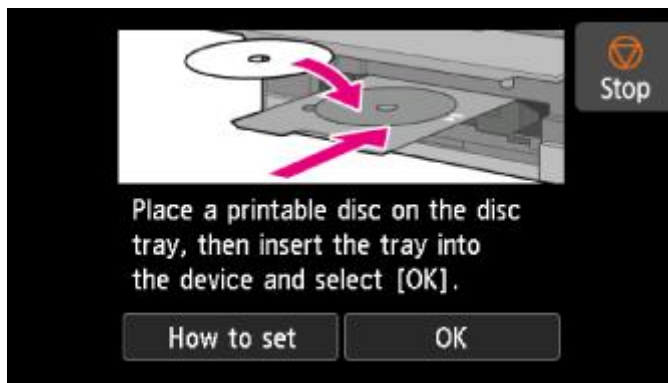 Stop
Place a printable disc on the disc
tray, then insert the tray into
the device and select [OK].
How to set
OK